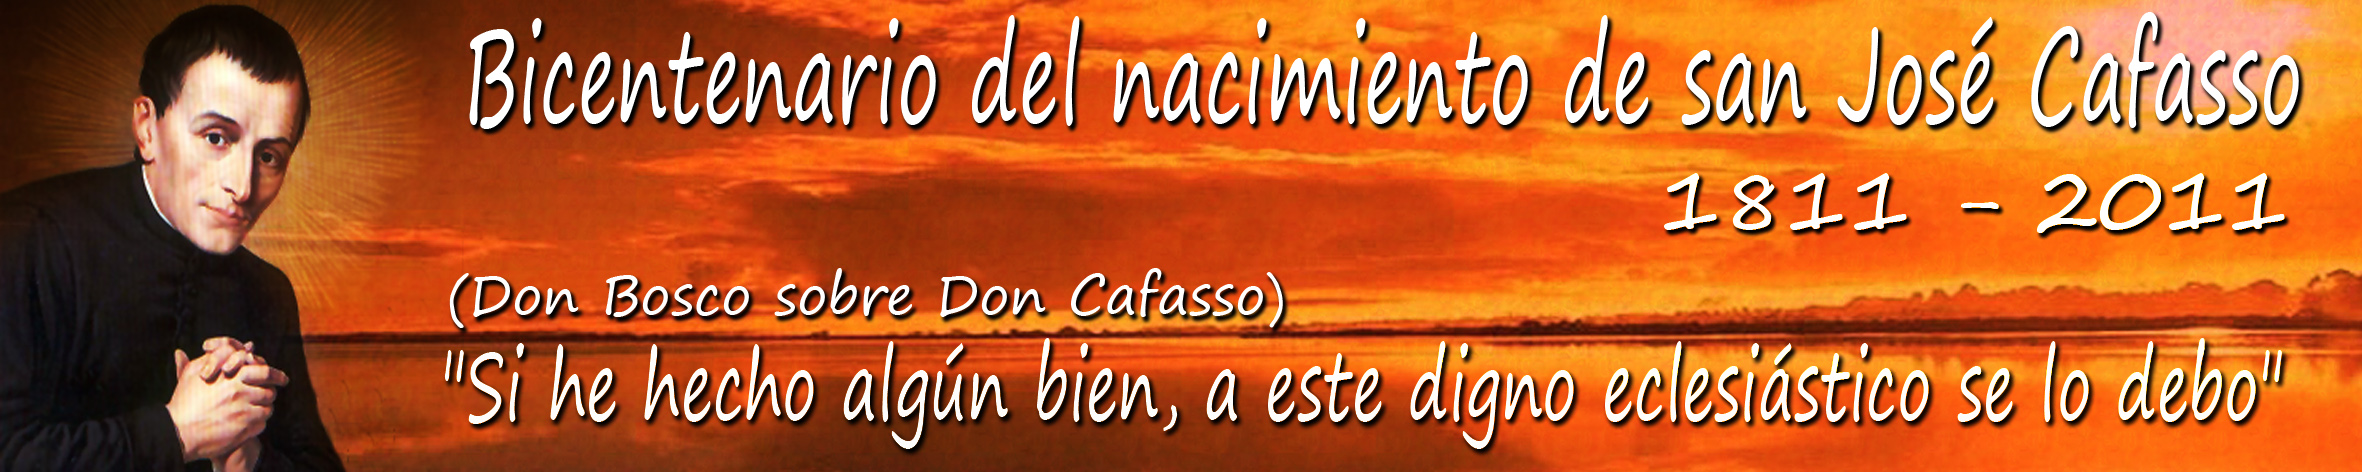 Bicentenario del nacimiento de san José Cafasso
1811 - 2011
(Don Bosco sobre Don Cafasso)
"Si he hecho algún bien, a este digno eclesiástico se lo debo"